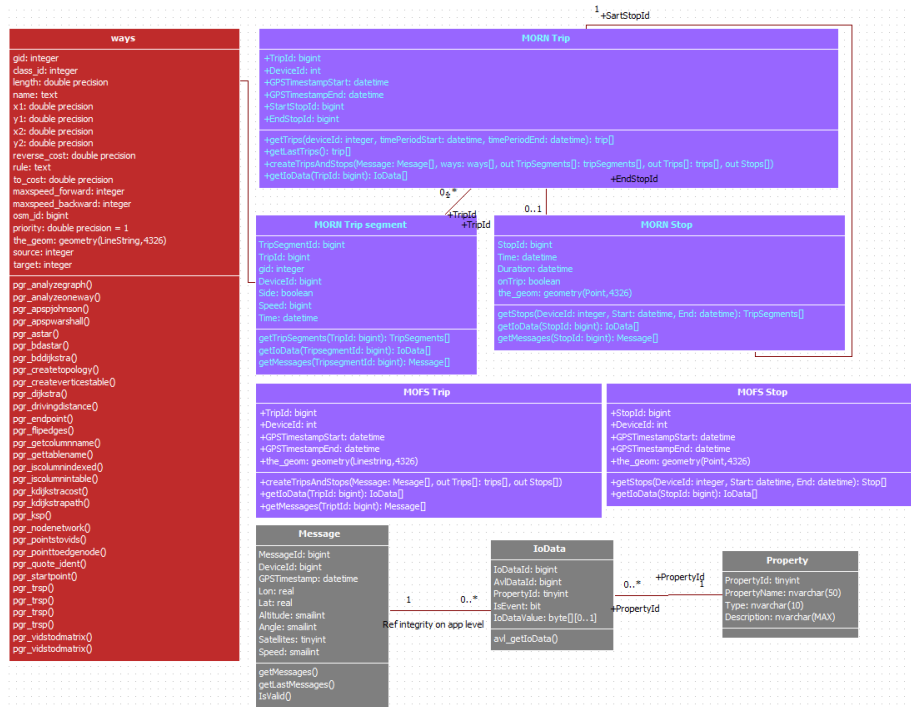 1
+SartStopId
ways
gid: integer
class_id: integer
length: double precision
name: text
x1: double precision
y1: double precision
x2: double precision
y2: double precision
reverse_cost: double precision
rule: text
to_cost: double precision
maxspeed_forward: integer
maxspeed_backward: integer
osm_id: bigint
priority: double precision = 1
the_geom: geometry(LineString,4326)
source: integer
target: integer
pgr_analyzegraph()
pgr_analyzeoneway()
pgr_apspjohnson()
pgr_apspwarshall()
pgr_astar()
pgr_bdastar()
pgr_bddijkstra()
pgr_createtopology()
pgr_createverticestable()
pgr_dijkstra()
pgr_drivingdistance()
pgr_endpoint()
pgr_flipedges()
pgr_getcolumnname()
pgr_gettablename()
pgr_iscolumnindexed()
pgr_iscolumnintable()
pgr_kdijkstracost()
pgr_kdijkstrapath()
pgr_ksp()
pgr_nodenetwork()
pgr_pointstovids()
pgr_pointtoedgenode()
pgr_quote_ident()
pgr_startpoint()
pgr_trsp()
pgr_trsp()
pgr_trsp()
pgr_trsp()
pgr_vidstodmatrix()
pgr_vidstodmatrix()
MORN Trip
+TripId: bigint
+DeviceId: int
+GPSTimestampStart: datetime
+GPSTimestampEnd: datetime
+StartStopId: bigint
+EndStopId: bigint
+getTrips(deviceId: integer, timePeriodStart: datetime, timePeriodEnd: datetime): trip[]
+getLastTrips(): trip[]
+createTripsAndStops(Message: Mesage[], ways: ways[], out TripSegments[]: tripSegments[], out Trips[]: trips[], out Stops[])
+getIoData(TripId: bigint): IoData[]
+EndStopId
0..*
+TripId
+TripId
0..1
MORN Trip segment
TripSegmentId: bigint
TripId: bigint
gid: integer
DeviceId: bigint
Side: boolean
Speed: bigint
Time: datetime
getTripSegments(TripId: bigint): TripSegments[]
getIoData(TripsegmentId: bigint): IoData[]
getMessages(TripsegmentId: bigint): Message[]
MORN Stop
StopId: bigint
Time: datetime
Duration: datetime
onTrip: boolean
the_geom: geometry(Point,4326)
getStops(DeviceId: integer, Start: datetime, End: datetime): TripSegments[]
getIoData(StopId: bigint): IoData[]
getMessages(StopId: bigint): Message[]
MOFS Trip
+TripId: bigint
+DeviceId: int
+GPSTimestampStart: datetime
+GPSTimestampEnd: datetime
+the_geom: geometry(Linestring,4326)
+createTripsAndStops(Message: Mesage[], out Trips[]: trips[], out Stops[])
+getIoData(TripId: bigint): IoData[]
+getMessages(TriptId: bigint): Message[]
MOFS Stop
+StopId: bigint
+DeviceId: int
+GPSTimestampStart: datetime
+GPSTimestampEnd: datetime
+the_geom: geometry(Point,4326)
+getStops(DeviceId: integer, Start: datetime, End: datetime): Stop[]
+getIoData(StopId: bigint): IoData[]
Message
MessageId: bigint
DeviceId: bigint
GPSTimestamp: datetime
Lon: real
Lat: real
Altitude: smailint
Angle: smailint
Satellites: tinyint
Speed: smailint
getMessages()
getLastMessages()
IsValid()
1
0..*
Ref integrity on app level
IoData
IoDataId: bigint
AvlDataId: bigint
PropertyId: tinyint
IsEvent: bit
IoDataValue: byte[][0..1]
avl_getIoData()
0..*
+PropertyId
1
+PropertyId
Property
PropertyId: tinyint
PropertyName: nvarchar(50)
Type: nvarchar(10)
Description: nvarchar(MAX)